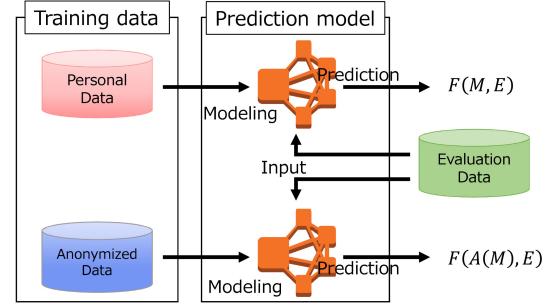 Training data
Prediction model
Personal
Data
Modeling
Prediction
F(M, E)
Input
Evaluation
Data
Anonymized
Data
Modeling
Prediction
F(A(M), E)